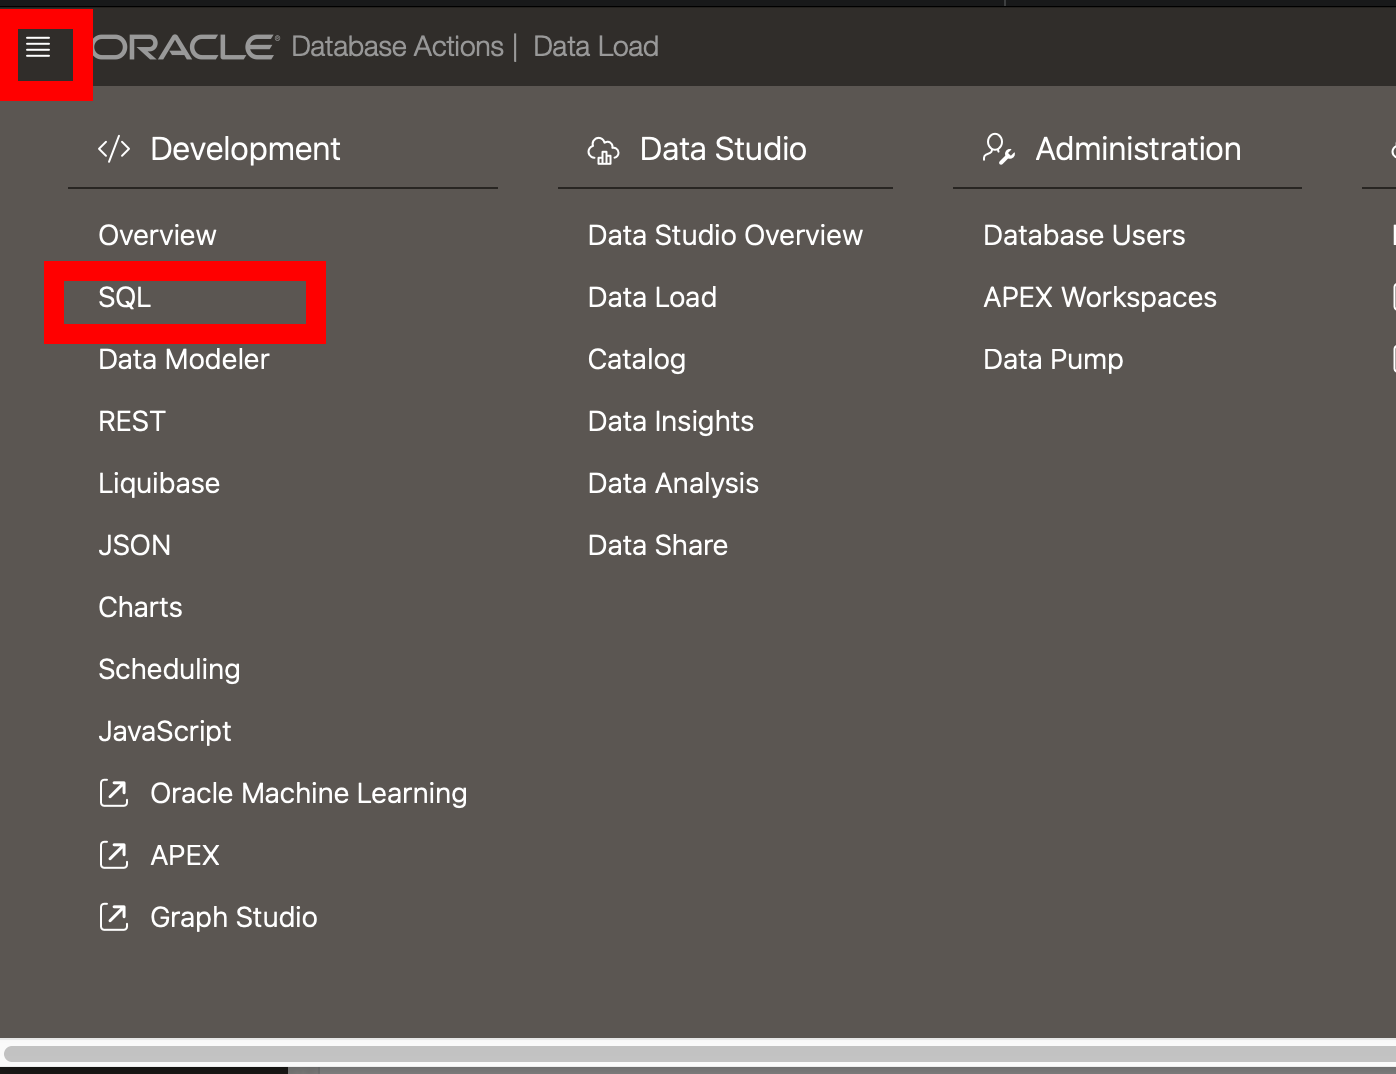 ORACLE Database Actions | Data Load
Development
Overview
SQL
Data Modeler
REST
Liquibase
JSON
Charts
Scheduling
JavaScript
Oracle Machine Learning
APEX
Graph Studio
Data Studio
Data Studio Overview
Data Load
Catalog
Data Insights
Data Analysis
Data Share
Administration
Database Users
APEX Workspaces
Data Pump